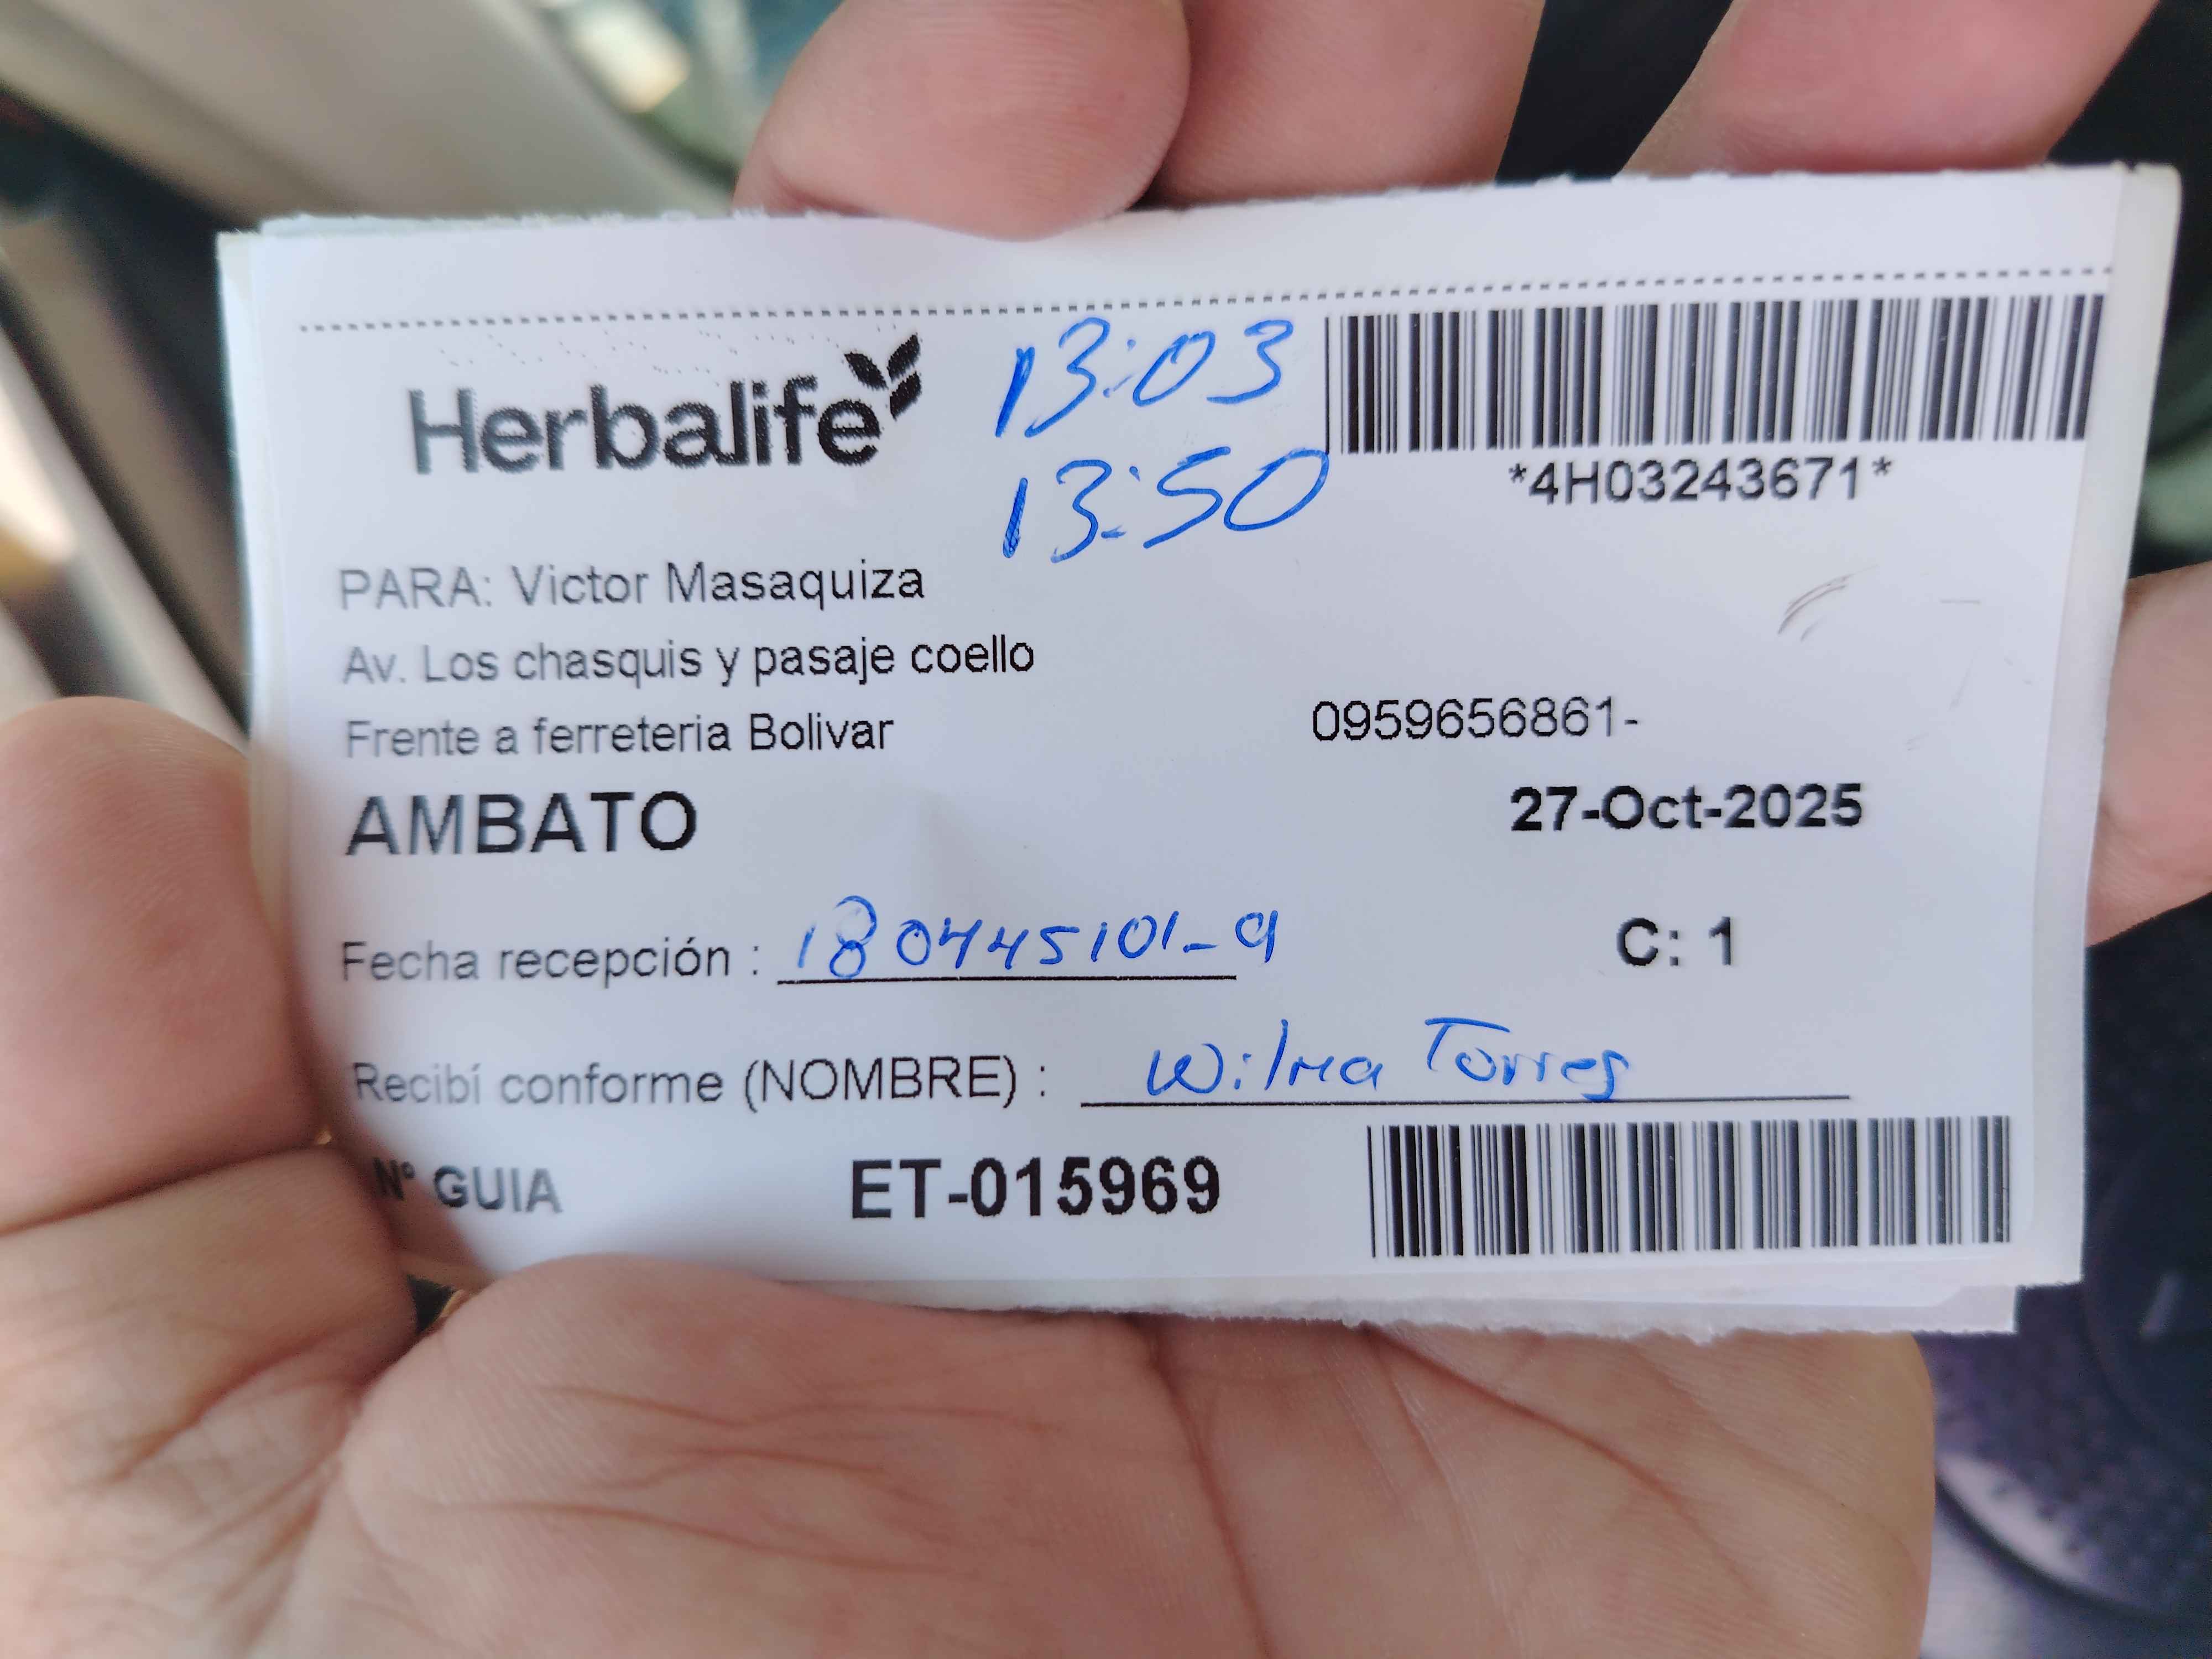 Herbalife
13:03
13:50
*4H03243671*
PARA: Victor Masaquiza
Av. Los chasquis y pasaje coello
Frente a ferreteria Bolivar
0959656861-
AMBATO
27-Oct-2025
Fecha recepción : 180445101-9
C: 1
Recibí conforme (NOMBRE) : Wilma Torres
Nº GUIA ET-015969